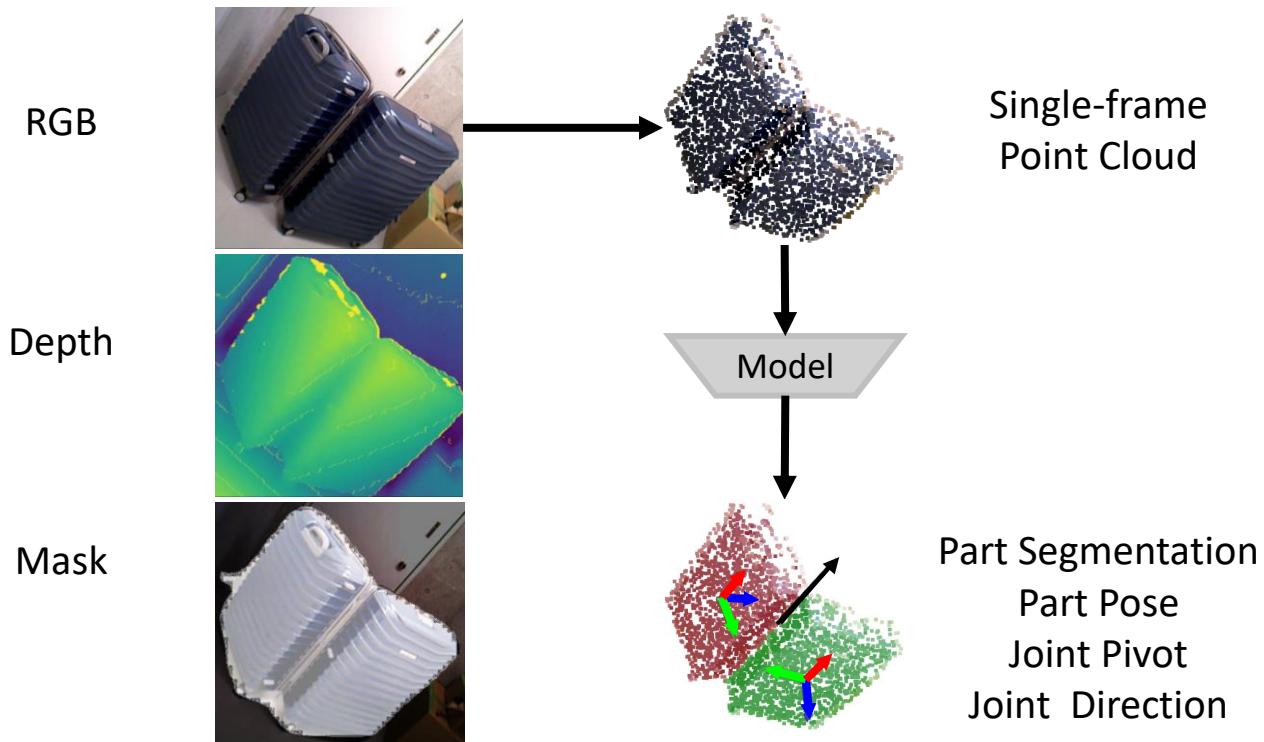 RGB
Single-frame
Point Cloud
Depth
Model
Mask
Part Segmentation
Part Pose
Joint Pivot
Joint Direction